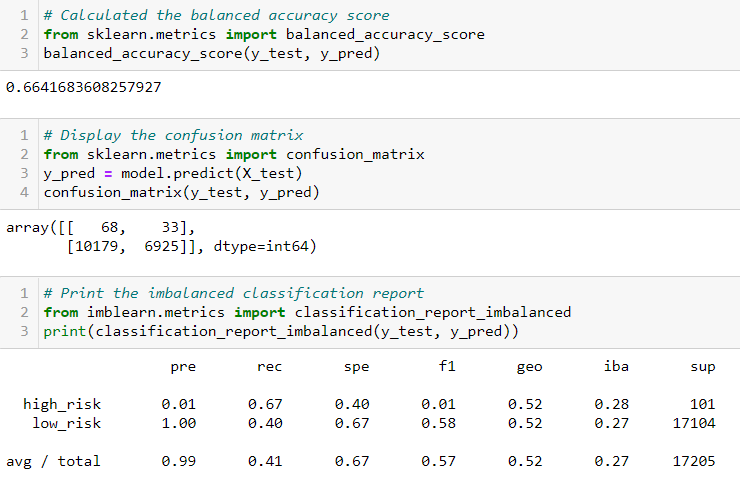 1 # Calculated the balanced accuracy score
2 from sklearn.metrics import balanced_accuracy_score
3 balanced_accuracy_score(y_test, y_pred)
0.6641683608257927
1 # Display the confusion matrix
2 from sklearn.metrics import confusion_matrix
3 y_pred = model.predict(X_test)
4 confusion_matrix(y_test, y_pred)
array([[   68,    33],
       [10179,  6925]], dtype=int64)
1 # Print the imbalanced classification report
2 from imblearn.metrics import classification_report_imbalanced
3 print(classification_report_imbalanced(y_test, y_pred))
pre rec spe f1 geo iba sup
high_risk 0.01 0.67 0.40 0.01 0.52 0.28 101
low_risk 1.00 0.40 0.67 0.58 0.52 0.27 17104
avg / total 0.99 0.41 0.67 0.57 0.52 0.27 17205